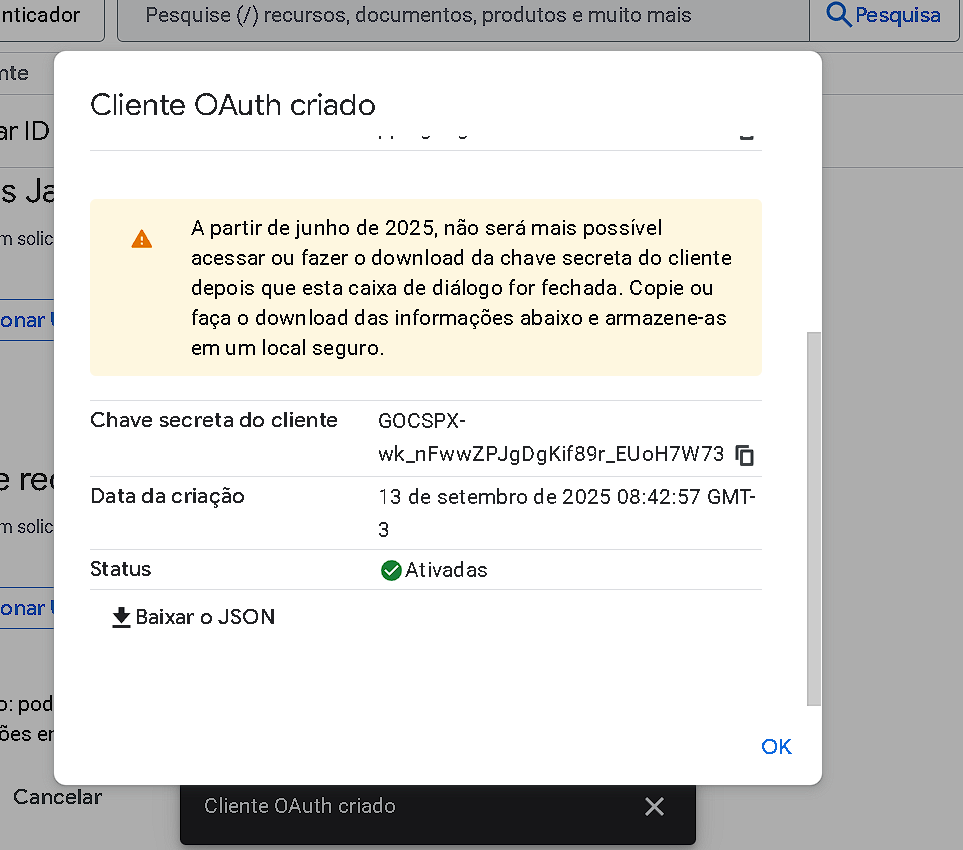 nticador
Pesquise (/) recursos, documentos, produtos e muito mais
Pesquisa
nte
ar ID
s Ja
m solic
onar
m solic
onar
o: pod
Cancelar
Cliente OAuth criado
A partir de junho de 2025, não será mais possível
acessar ou fazer o download da chave secreta do cliente
depois que esta caixa de diálogo for fechada. Copie ou
faça o download das informações abaixo e armazene-as
em um local seguro.
Chave secreta do cliente
GOCSPX-
wk_nFwwZPJgDgKif89r_EUoH7W73
Data da criação
13 de setembro de 2025 08:42:57 GMT-
3
Status
Ativadas
Baixar o JSON
OK
Cliente OAuth criado